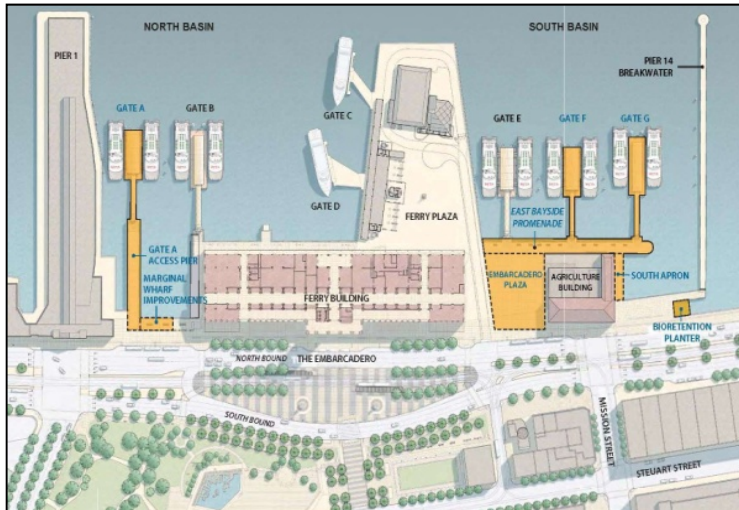 NORTH BASIN
SOUTH BASIN
PIER 1
PIER 14
BREAKWATER
GATE A
GATE B
GATE C
GATE D
GATE E
GATE F
GATE G
FERRY PLAZA
EAST BAYSIDE
PROMENADE
GATE A
ACCESS PIER
MARGINAL
WHARF
IMPROVEMENTS
FERRY BUILDING
EMBARCADERO
PLAZA
AGRICULTURE
BUILDING
SOUTH APRON
BIORETENTION
PLANTER
NORTH BOUND
THE EMBARCADERO
SOUTH BOUND
MISSION STREET
STEUART STREET